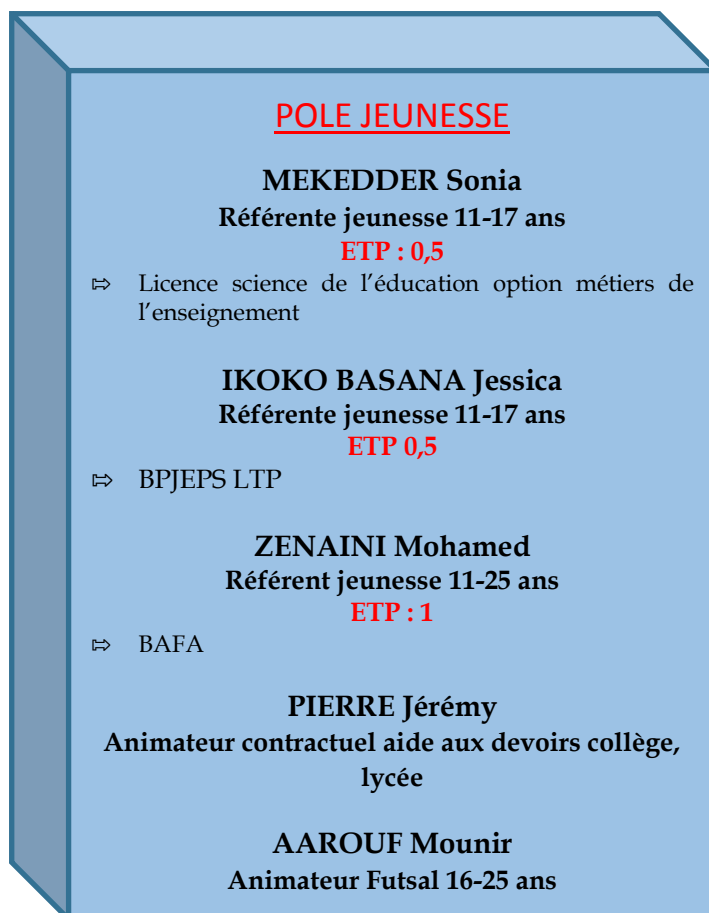 POLE JEUNESSE
MEKEDDER Sonia
Référente jeunesse 11-17 ans
ETP : 0,5
⇨ Licence science de l'éducation option métiers de
l'enseignement
IKOKO BASANA Jessica
Référente jeunesse 11-17 ans
ETP 0,5
⇨ BPJEPS LTP
ZENAINI Mohamed
Référent jeunesse 11-25 ans
ETP : 1
⇨ BAFA
PIERRE Jérémy
Animateur contractuel aide aux devoirs collège,
lycée
AAROUF Mounir
Animateur Futsal 16-25 ans